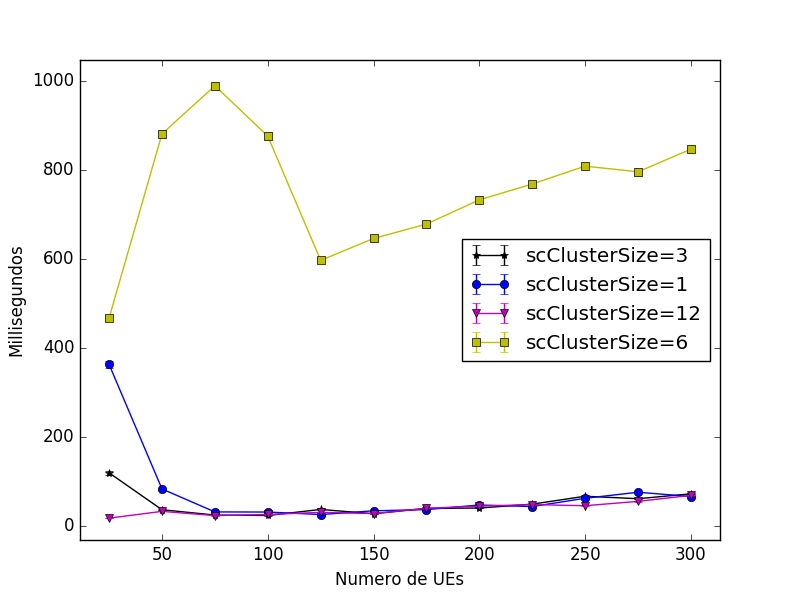 1000
800
600
400
200
0
Millisegundos
scClusterSize=3
scClusterSize=1
scClusterSize=12
scClusterSize=6
50 100 150 200 250 300
Numero de UEs